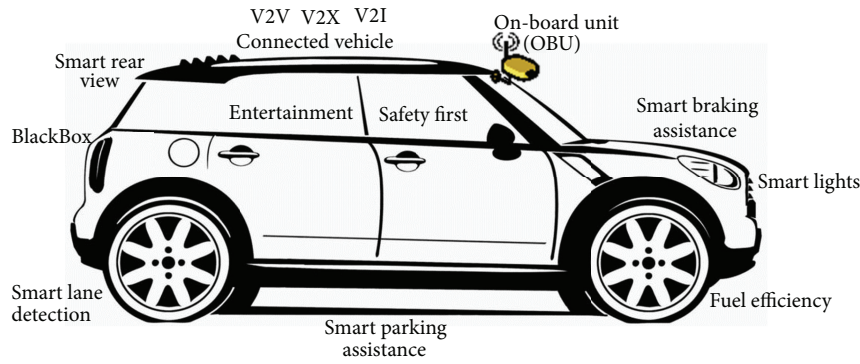 V2V V2X V2I
Connected vehicle
On-board unit
(OBU)
Smart rear
view
Entertainment
Safety first
Smart braking
assistance
BlackBox
Smart lights
Smart lane
detection
Fuel efficiency
Smart parking
assistance